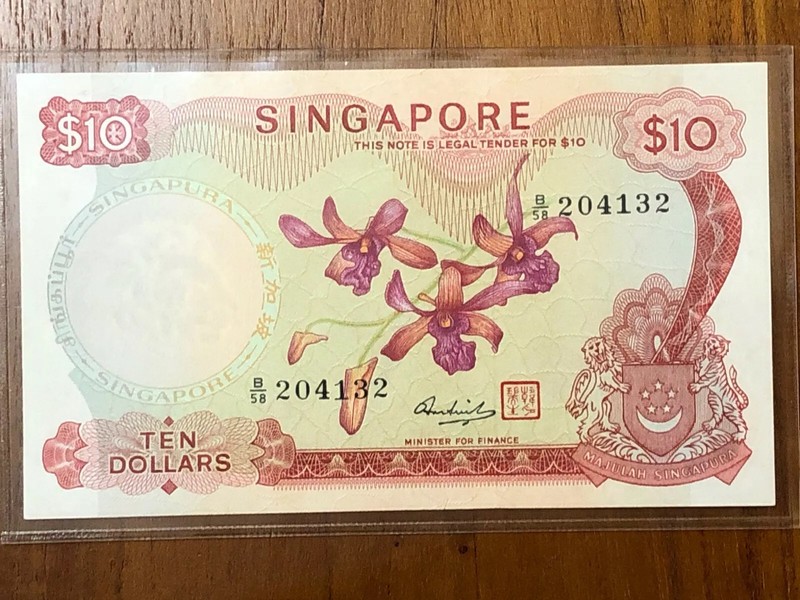 $10
SINGAPORE
$10
THIS NOTE IS LEGAL TENDER FOR $10
B/58 204132
SINGAPURA
新加坡
சிங்கப்பூர்
SINGAPORE
B/58 204132
MINISTER FOR FINANCE
TEN
DOLLARS
MAJULAH SINGAPURA